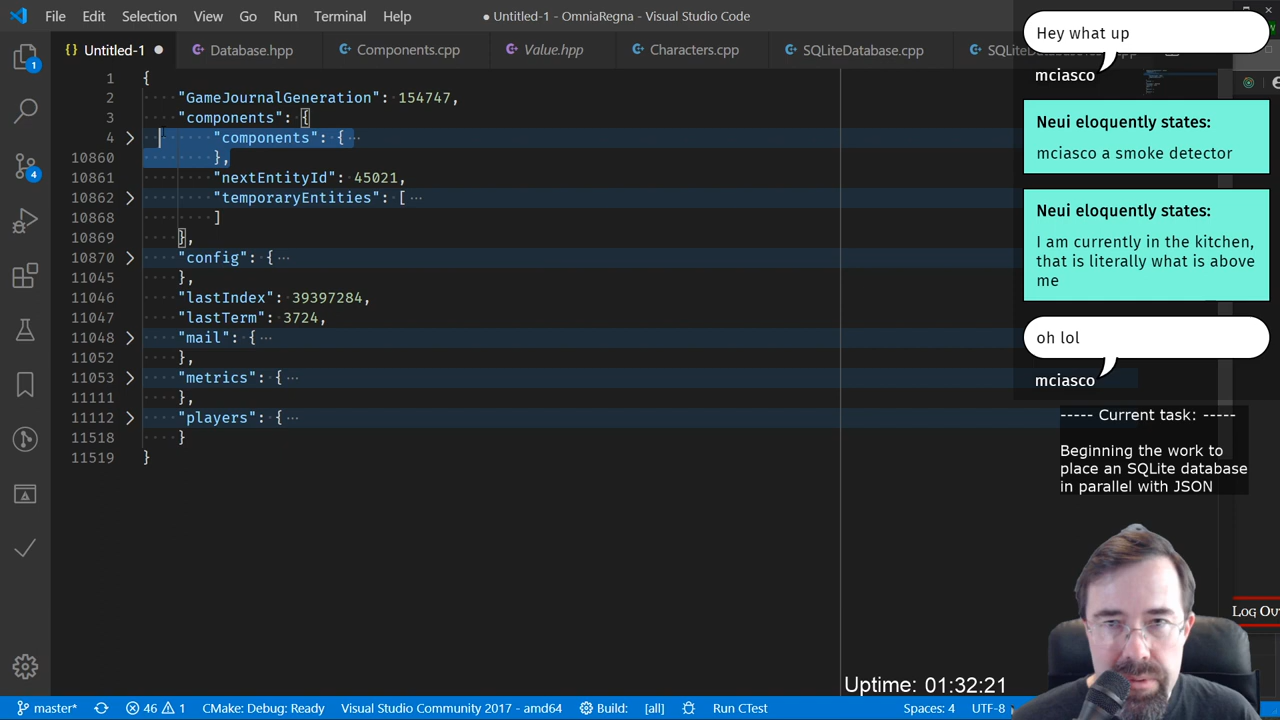 File Edit Selection View Go Run Terminal Help
● Untitled-1 - OmniaRegna - Visual Studio Code
Untitled-1 Database.hpp Components.cpp Value.hpp Characters.cpp SQLiteDatabase.cpp
1 {
2 "GameJournalGeneration": 154747,
3 "components": {
4 "components": {
10860 },
10861 "nextEntityId": 45021,
10862 "temporaryEntities": [
10868 ]
10869 },
10870 "config": {
11045 },
11046 "lastIndex": 39397284,
11047 "lastTerm": 3724,
11048 "mail": {
11052 },
11053 "metrics": {
11111 },
11112 "players": {
11518 }
11519 }
Hey what up
mciasco
Neui eloquently states:
mciasco a smoke detector
Neui eloquently states:
I am currently in the kitchen,
that is literally what is above
me
oh lol
mciasco
----- Current task: -----
Beginning the work to
place an SQLite database
in parallel with JSON
Uptime: 01:32:21
1
4
master* 46 1 CMake: Debug: Ready Visual Studio Community 2017 - amd64 Build: [all] Run CTest Spaces: 4 UTF-8